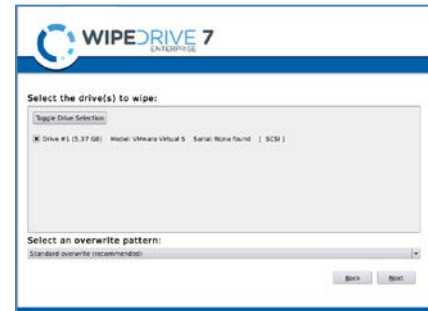 WIPEDRIVE 7
ENTERPRISE
Select the drive(s) to wipe:
Toggle Drive Selection
Drive #1 (5.37 GB) Model: VMware Virtual S Serial: None found [ SCSI ]
Select an overwrite pattern:
Standard overwrite (recommended)
Back Next